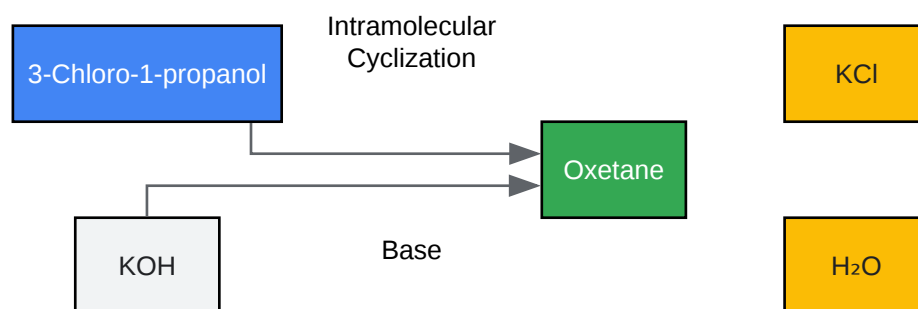 Intramolecular
Cyclization
3-Chloro-1-propanol
KCl
Oxetane
Base
KOH
H₂O